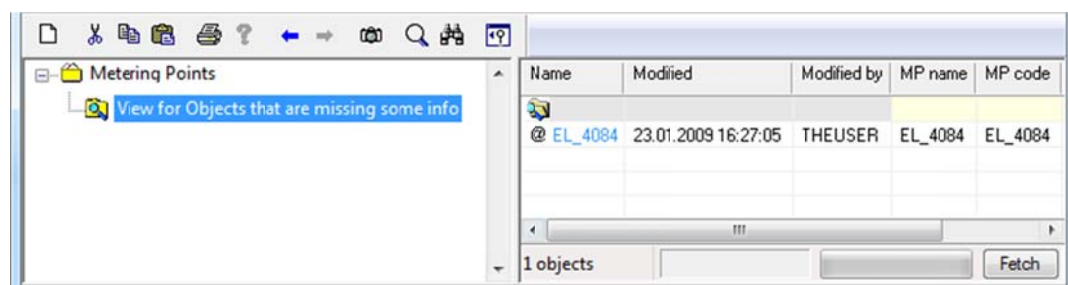 Metering Points
View for Objects that are missing some info
Name Modified Modified by MP name MP code
@ EL_4084 23.01.2009 16:27:05 THEUSER EL_4084 EL_4084
1 objects Fetch